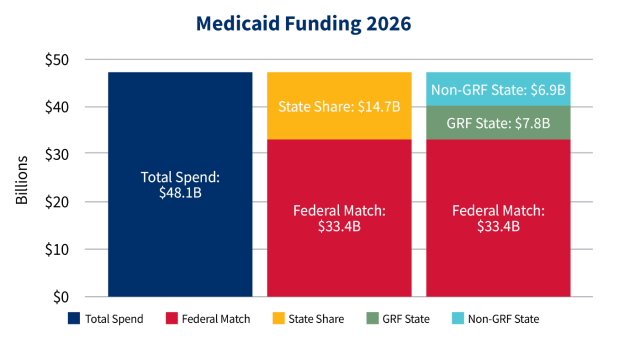 Medicaid Funding 2026
Billions
$50
$40
$30
$20
$10
$0
Total Spend:
$48.1B
State Share: $14.7B
Federal Match:
$33.4B
Non-GRF State: $6.9B
GRF State: $7.8B
Federal Match:
$33.4B
Total Spend
Federal Match
State Share
GRF State
Non-GRF State